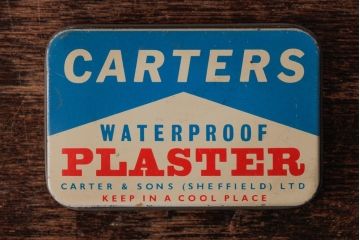 CARTERS
WATERPROOF
PLASTER
CARTER & SONS (SHEFFIELD) LTD
KEEP IN A COOL PLACE